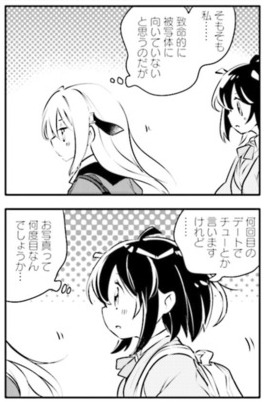 そもそも
私……
致命的に
被写体に
向いていない
と思うのだが
何回目の
デートで
チューとか
言います
けれど
お写真って
何度目なん
でしょうか…